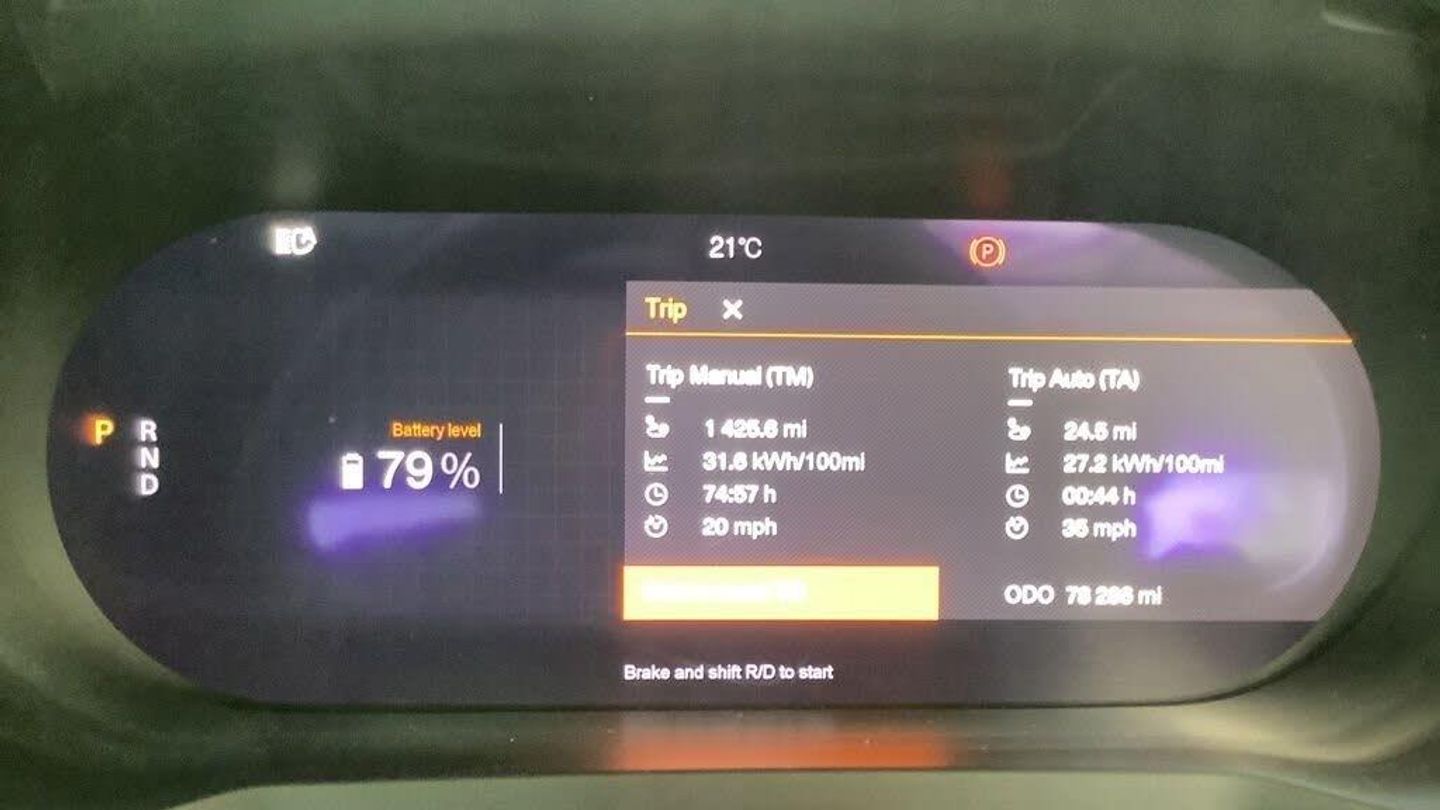 21°C
P
Trip X
Trip Manual (TM)
1 425.6 mi
31.6 kWh/100mi
74:57 h
20 mph
Trip Auto (TA)
24.5 mi
27.2 kWh/100mi
00:44 h
35 mph
ODO
mi
P R
N
D
Battery level
79 %
Brake and shift R/D to start